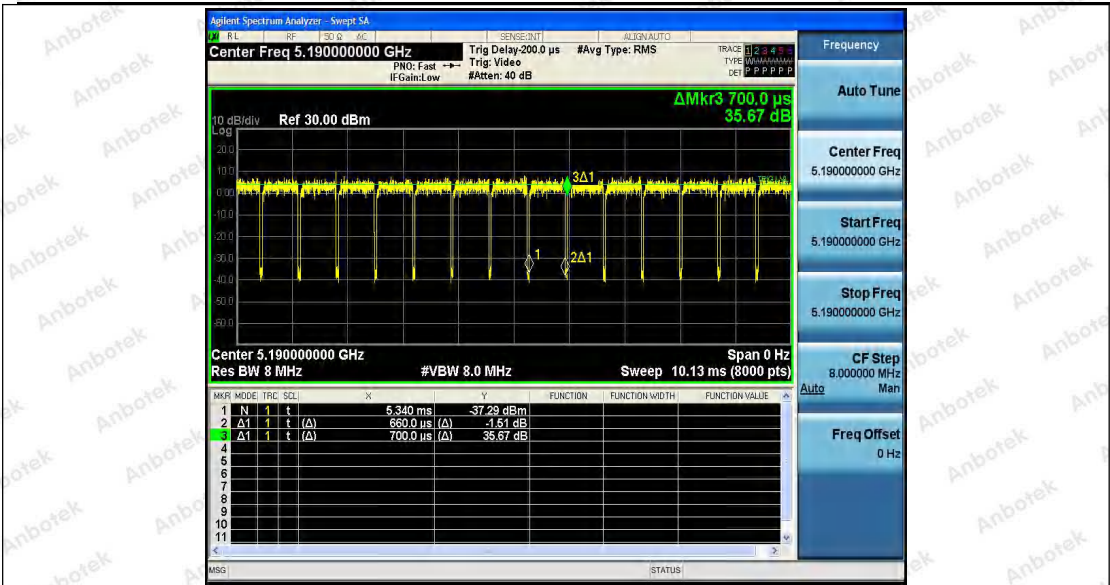 Agilent Spectrum Analyzer - Swept SA
RL RF 50 Ω AC SENSE:INT ALIGNAUTO
Center Freq 5.190000000 GHz
PNO: Fast
IFGain:Low
Trig Delay-200.0 µs #Avg Type: RMS
Trig: Video
#Atten: 40 dB
TRACE 1 2 3 4 5 6
TYPE
DET P P P P P P
ΔMkr3 700.0 µs
35.67 dB
10 dB/div Ref 30.00 dBm
Log
20.0
10.0
0.00
-10.0
-20.0
-30.0
-40.0
-50.0
-60.0
3Δ1
1
2Δ1
Center 5.190000000 GHz Span 0 Hz
Res BW 8 MHz #VBW 8.0 MHz Sweep 10.13 ms (8000 pts)
MKR MODE TRC SCL X Y FUNCTION FUNCTION WIDTH FUNCTION VALUE
1 N 1 t 5.340 ms -37.29 dBm
2 Δ1 1 t (Δ) 660.0 µs (Δ) -1.51 dB
3 Δ1 1 t (Δ) 700.0 µs (Δ) 35.67 dB
4
5
6
7
8
9
10
11
MSG STATUS
Frequency
Auto Tune
Center Freq
5.190000000 GHz
Start Freq
5.190000000 GHz
Stop Freq
5.190000000 GHz
CF Step
8.000000 MHz
Auto Man
Freq Offset
0 Hz
Anbotek